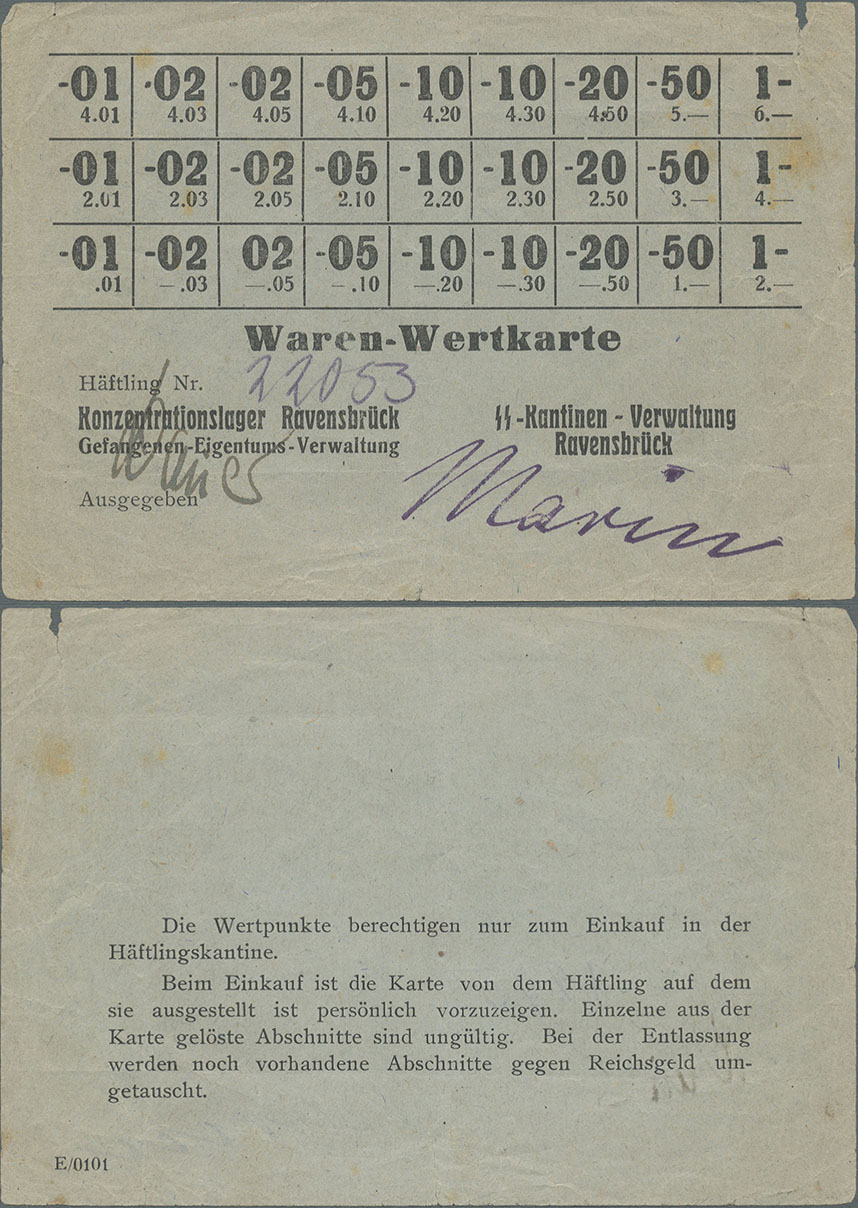 -01 -02 -02 -05 -10 -10 -20 -50 1-
4.01 4.03 4.05 4.10 4.20 4.30 4.50 5.— 6.—
-01 -02 -02 -05 -10 -10 -20 -50 1-
2.01 2.03 2.05 2.10 2.20 2.30 2.50 3.— 4.—
-01 -02 02 -05 -10 -10 -20 -50 1-
.01 —.03 —.05 —.10 —.20 —.30 —.50 1.— 2.—
Waren-Wertkarte
Häftling Nr. 22053
Konzentrationslager Ravensbrück
Gefangenen-Eigentums-Verwaltung
Ausgegeben
SS-Kantinen - Verwaltung
Ravensbrück
Die Wertpunkte berechtigen nur zum Einkauf in der
Häftlingskantine.
Beim Einkauf ist die Karte von dem Häftling auf dem
sie ausgestellt ist persönlich vorzuzeigen. Einzelne aus der
Karte gelöste Abschnitte sind ungültig. Bei der Entlassung
werden noch vorhandene Abschnitte gegen Reichsgeld um-
getauscht.
E/0101